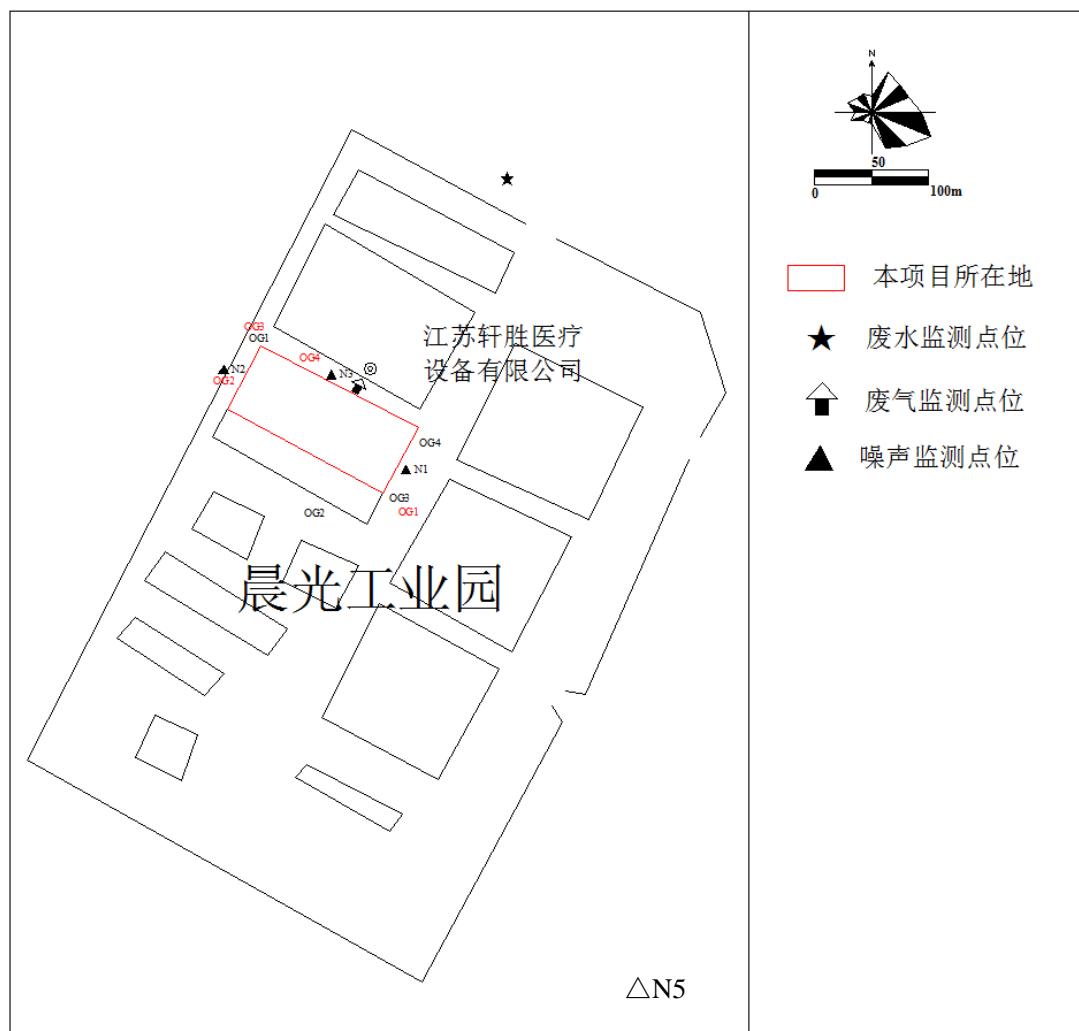 N
50
0
100m
本项目所在地
废水监测点位
废气监测点位
噪声监测点位
江苏轩胜医疗
设备有限公司
OG3
OG1
OG4
N3
N2
OG2
OG4
N1
OG3
OG1
OG2
晨光工业园
△N5